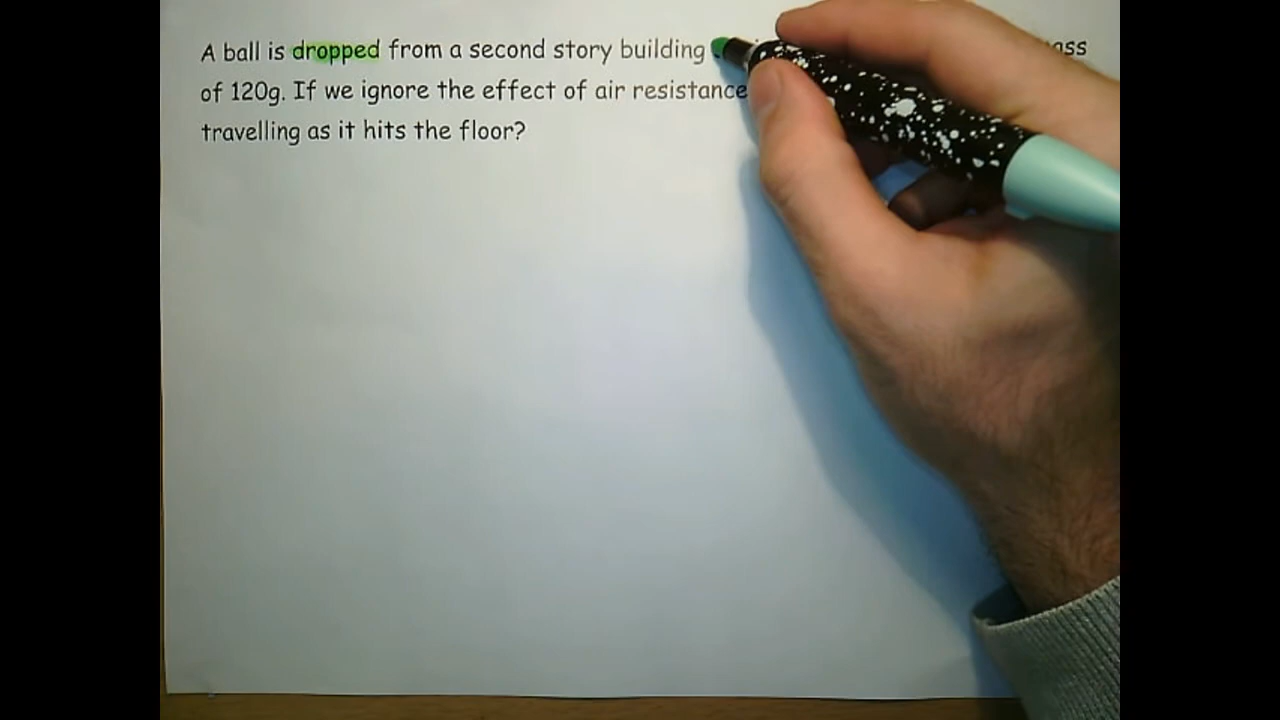 A ball is dropped from a second story building
of 120g. If we ignore the effect of air resistance
travelling as it hits the floor?